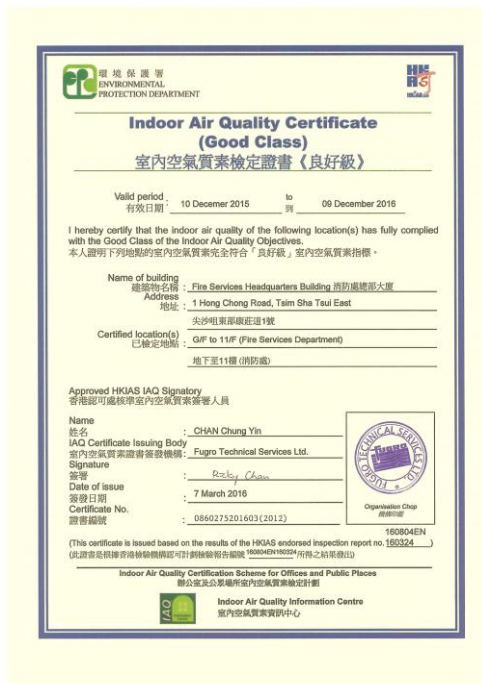 環境保護署
ENVIRONMENTAL
PROTECTION DEPARTMENT
HKAS
Indoor Air Quality Certificate
(Good Class)
室內空氣質素檢定證書《良好級》
Valid period : 10 Decemer 2015 to 09 December 2016
有效日期 到
I hereby certify that the indoor air quality of the following location(s) has fully complied
with the Good Class of the Indoor Air Quality Objectives.
本人證明下列地點的室內空氣質素完全符合「良好級」室內空氣質素指標。
Name of building
建築物名稱 : Fire Services Headquarters Building 消防處總部大廈
Address
地址 : 1 Hong Chong Road, Tsim Sha Tsui East
尖沙咀東部康莊道1號
Certified location(s)
已檢定地點 : G/F to 11/F (Fire Services Department)
地下至11樓 (消防處)
Approved HKIAS IAQ Signatory
香港認可處核準室內空氣質素簽署人員
Name
姓名 : CHAN Chung Yin
IAQ Certificate Issuing Body
室內空氣質素證書簽發機構 : Fugro Technical Services Ltd.
Signature
簽署 : Ricky Chan
Date of issue
簽發日期 : 7 March 2016
Certificate No.
證書編號 : 0860275201603(2012)
FUGRO TECHNICAL SERVICES LTD.
fugro
Organisation Chop
機構印鑑
160804EN
(This certificate is issued based on the results of the HKIAS endorsed inspection report no. 160324 )
(此證書是根據香港檢驗機構認可計劃檢驗報告編號 160804EN160324 所得之結果發出)
Indoor Air Quality Certification Scheme for Offices and Public Places
辦公室及公眾場所室內空氣質素檢定計劃
IAQ
Indoor Air Quality Information Centre
室內空氣質素資訊中心